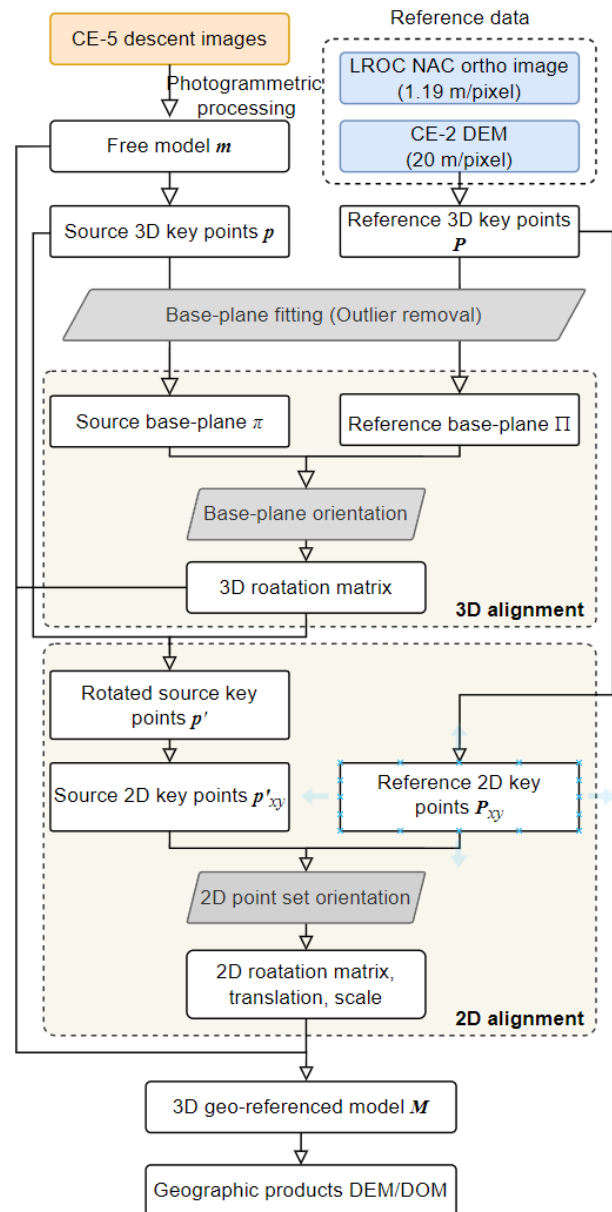 Reference data
CE-5 descent images
LROC NAC ortho image
(1.19 m/pixel)
Photogrammetric
processing
CE-2 DEM
(20 m/pixel)
Free model m
Source 3D key points p
Reference 3D key points
P
Base-plane fitting (Outlier removal)
Source base-plane π
Reference base-plane Π
Base-plane orientation
3D roatation matrix
3D alignment
Rotated source key
points p'
Source 2D key points p'xy
Reference 2D key
points Pxy
2D point set orientation
2D roatation matrix,
translation, scale
2D alignment
3D geo-referenced model M
Geographic products DEM/DOM